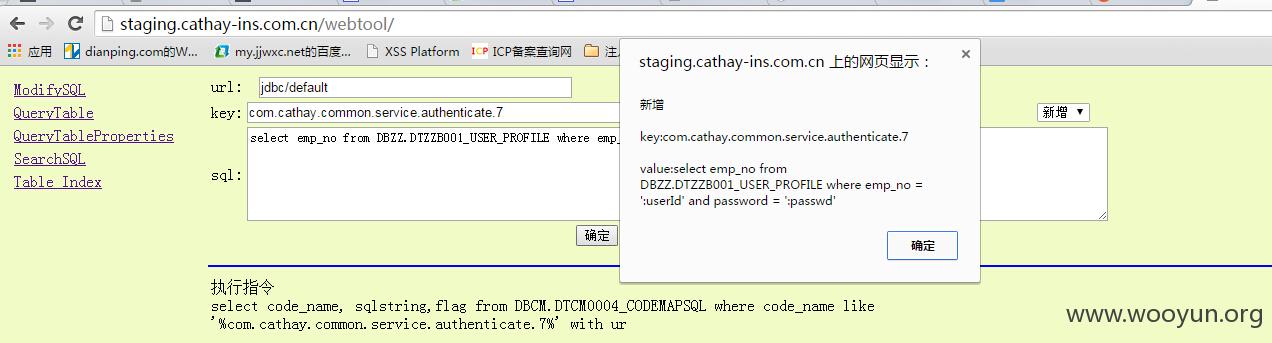 staging.cathay-ins.com.cn/webtool/
应用 dianping.com的W... my.jjwxc.net的百度... XSS Platform ICP ICP备案查询网
staging.cathay-ins.com.cn 上的网页显示：
新增
key:com.cathay.common.service.authenticate.7
value:select emp_no from
DBZZ.DTZZB001_USER_PROFILE where emp_no =
':userId' and password = ':passwd'
确定
ModifySQL
QueryTable
QueryTableProperties
SearchSQL
Table Index
url: jdbc/default
key: com.cathay.common.service.authenticate.7 新增
sql: select emp_no from DBZZ.DTZZB001_USER_PROFILE where
确定
执行指令
select code_name, sqlstring,flag from DBCM.DTCM0004_CODEMAPSQL where code_name like
'%com.cathay.common.service.authenticate.7%' with ur
www.wooyun.org